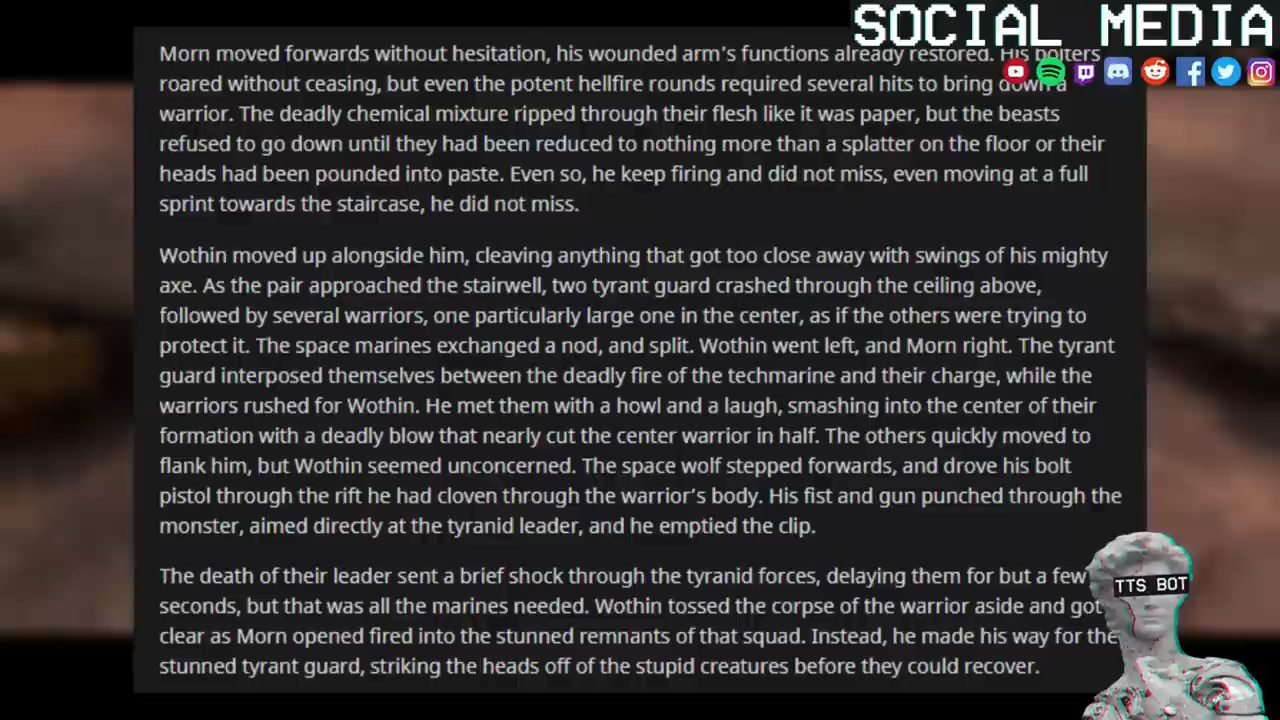 SOCIAL MEDIA
Morn moved forwards without hesitation, his wounded arm's functions already restored. His bolters
roared without ceasing, but even the potent hellfire rounds required several hits to bring down a
warrior. The deadly chemical mixture ripped through their flesh like it was paper, but the beasts
refused to go down until they had been reduced to nothing more than a splatter on the floor or their
heads had been pounded into paste. Even so, he keep firing and did not miss, even moving at a full
sprint towards the staircase, he did not miss.
Wothin moved up alongside him, cleaving anything that got too close away with swings of his mighty
axe. As the pair approached the stairwell, two tyrant guard crashed through the ceiling above,
followed by several warriors, one particularly large one in the center, as if the others were trying to
protect it. The space marines exchanged a nod, and split. Wothin went left, and Morn right. The tyrant
guard interposed themselves between the deadly fire of the techmarine and their charge, while the
warriors rushed for Wothin. He met them with a howl and a laugh, smashing into the center of their
formation with a deadly blow that nearly cut the center warrior in half. The others quickly moved to
flank him, but Wothin seemed unconcerned. The space wolf stepped forwards, and drove his bolt
pistol through the rift he had cloven through the warrior's body. His fist and gun punched through the
monster, aimed directly at the tyranid leader, and he emptied the clip.
The death of their leader sent a brief shock through the tyranid forces, delaying them for but a few
seconds, but that was all the marines needed. Wothin tossed the corpse of the warrior aside and got
clear as Morn opened fired into the stunned remnants of that squad. Instead, he made his way for the
stunned tyrant guard, striking the heads off of the stupid creatures before they could recover.
TTS BOT